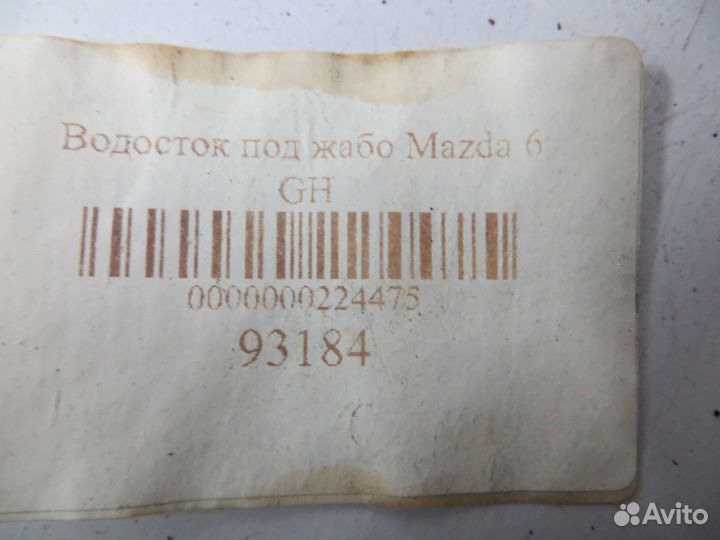 Водосток под жабо Mazda 6
GH
0000000224475
93184
Avito